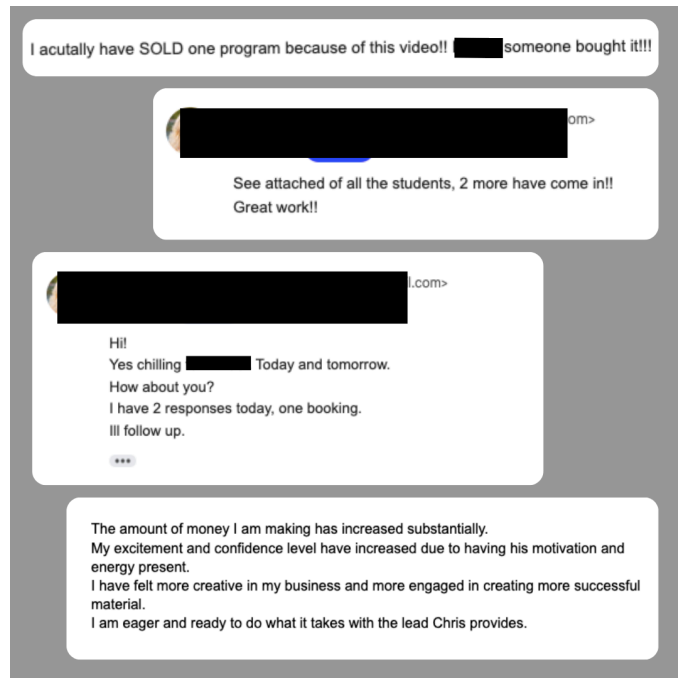 I acutally have SOLD one program because of this video!! someone bought it!!!
om>
See attached of all the students, 2 more have come in!!
Great work!!
l.com>
Hi!
Yes chilling Today and tomorrow.
How about you?
I have 2 responses today, one booking.
Ill follow up.
The amount of money I am making has increased substantially.
My excitement and confidence level have increased due to having his motivation and
energy present.
I have felt more creative in my business and more engaged in creating more successful
material.
I am eager and ready to do what it takes with the lead Chris provides.